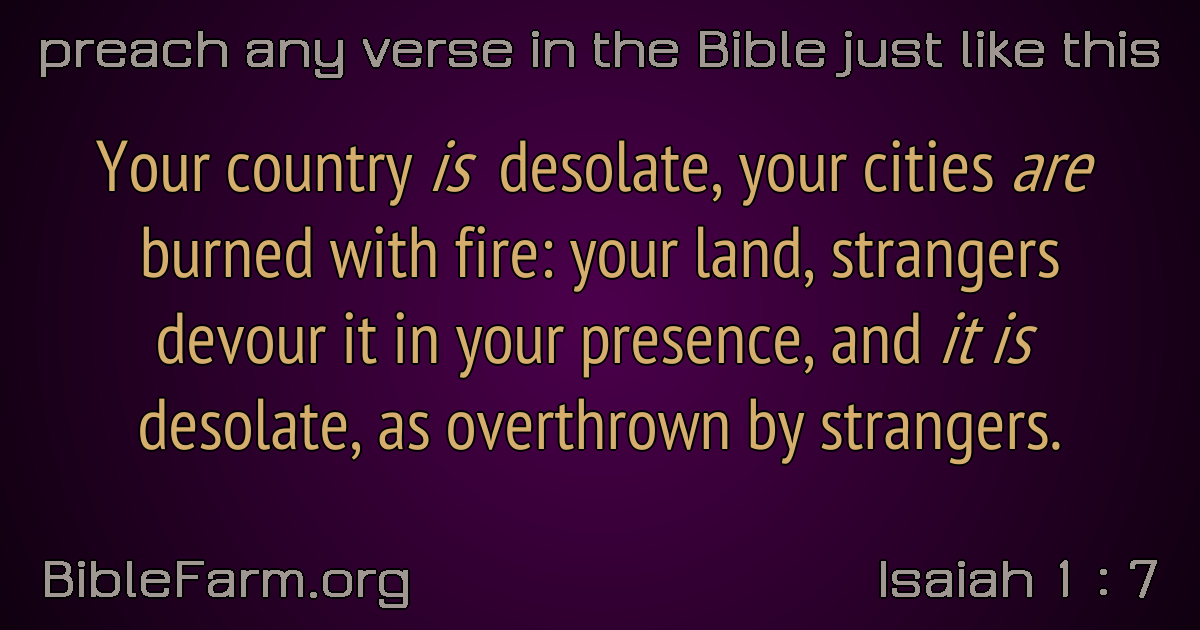 preach any verse in the Bible just like this
Your country is desolate, your cities are
burned with fire: your land, strangers
devour it in your presence, and it is
desolate, as overthrown by strangers.
BibleFarm.org
Isaiah 1 : 7